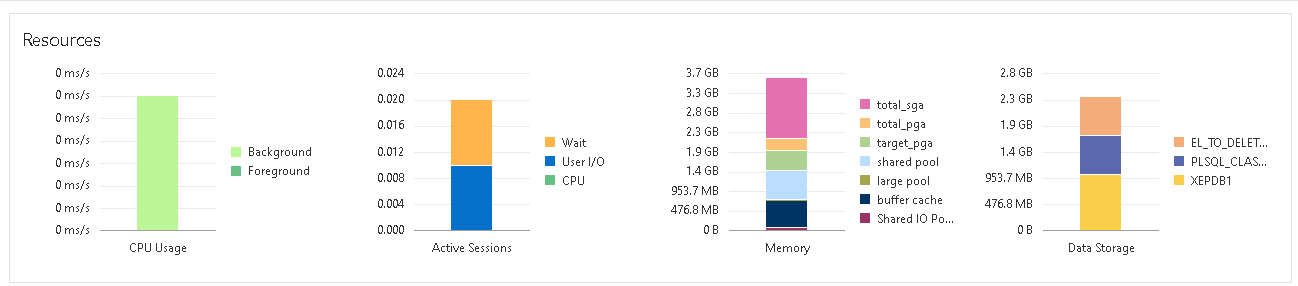 Resources
0 ms/s
0 ms/s
0 ms/s
0 ms/s
0 ms/s
0 ms/s
0 ms/s
0 ms/s
CPU Usage
Background
Foreground
0.024
0.020
0.016
0.012
0.008
0.004
0.000
Active Sessions
Wait
User I/O
CPU
3.7 GB
3.3 GB
2.8 GB
2.3 GB
1.9 GB
1.4 GB
953.7 MB
476.8 MB
0 B
Memory
total_sga
total_pga
target_pga
shared pool
large pool
buffer cache
Shared IO Po...
2.8 GB
2.3 GB
1.9 GB
1.4 GB
953.7 MB
476.8 MB
0 B
Data Storage
EL_TO_DELET...
PLSQL_CLAS...
XEPDB1